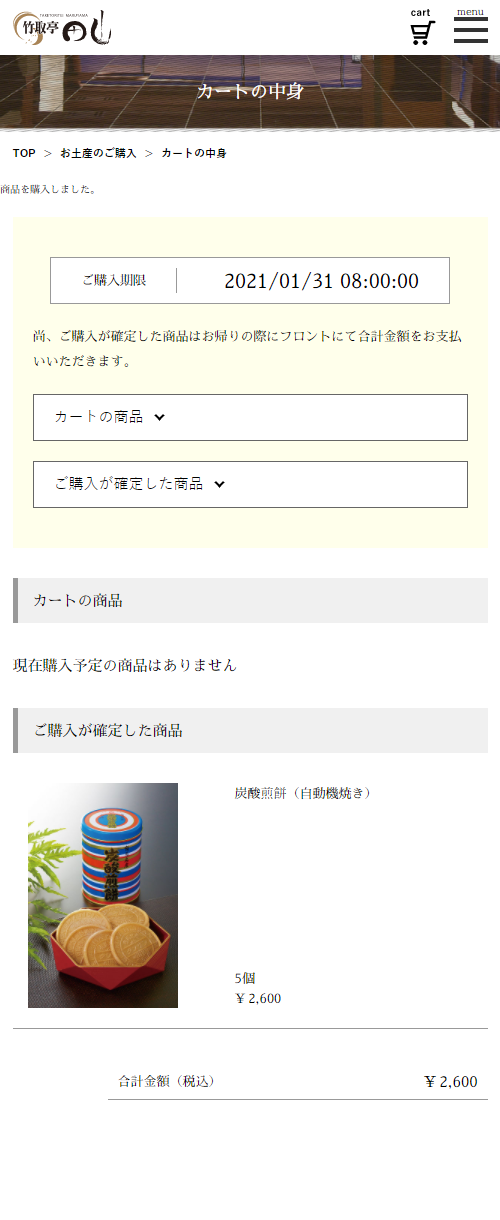 TAKETORITEI MARUYAMA
竹取亭
cart
menu
カートの中身
TOP > お土産のご購入 > カートの中身
商品を購入しました。
ご購入期限 2021/01/31 08:00:00
尚、ご購入が確定した商品はお帰りの際にフロントにて合計金額をお支払
いいただきます。
カートの商品
ご購入が確定した商品
カートの商品
現在購入予定の商品はありません
ご購入が確定した商品
炭酸煎餅（自動機焼き）
炭酸煎餅
5個
¥ 2,600
合計金額（税込） ¥ 2,600